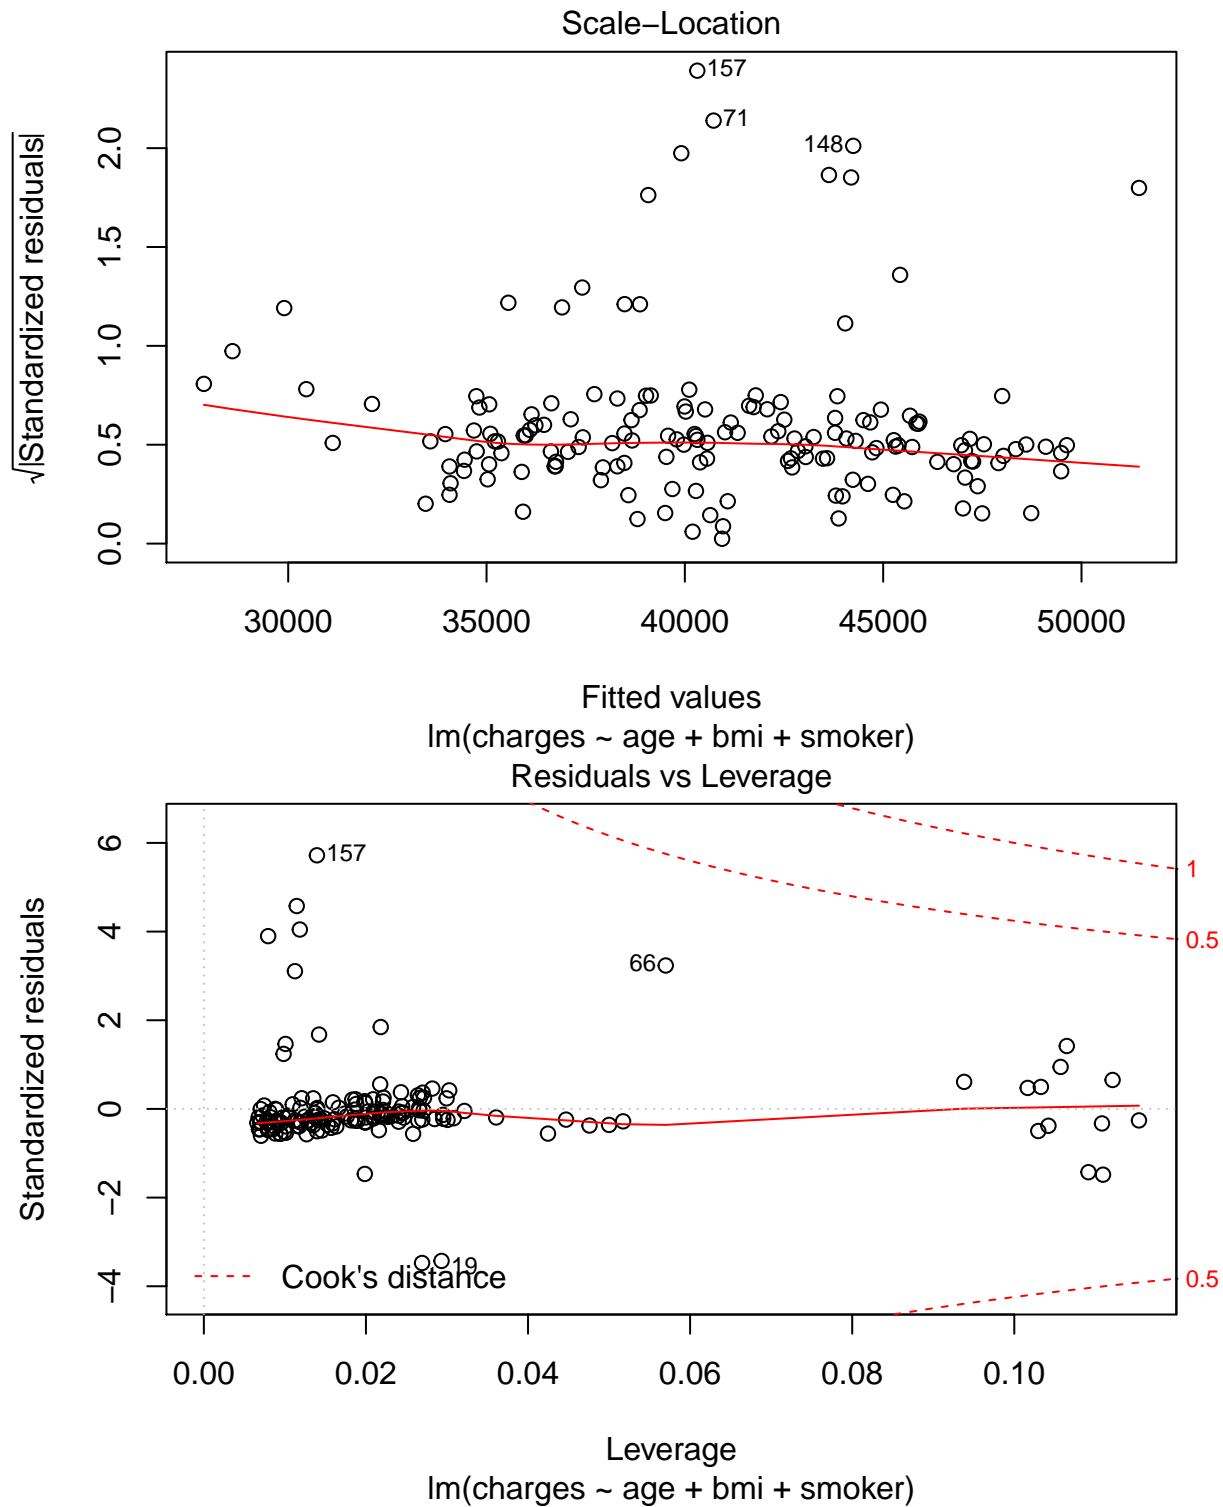 Scale−Location
√|Standardized residuals|
0.0 0.5 1.0 1.5 2.0
157
71
148
30000 35000 40000 45000 50000
Fitted values
lm(charges ~ age + bmi + smoker)
Residuals vs Leverage
Standardized residuals
−4 −2 0 2 4 6
157
1
0.5
66
19
Cook's distance
0.5
0.00 0.02 0.04 0.06 0.08 0.10
Leverage
lm(charges ~ age + bmi + smoker)